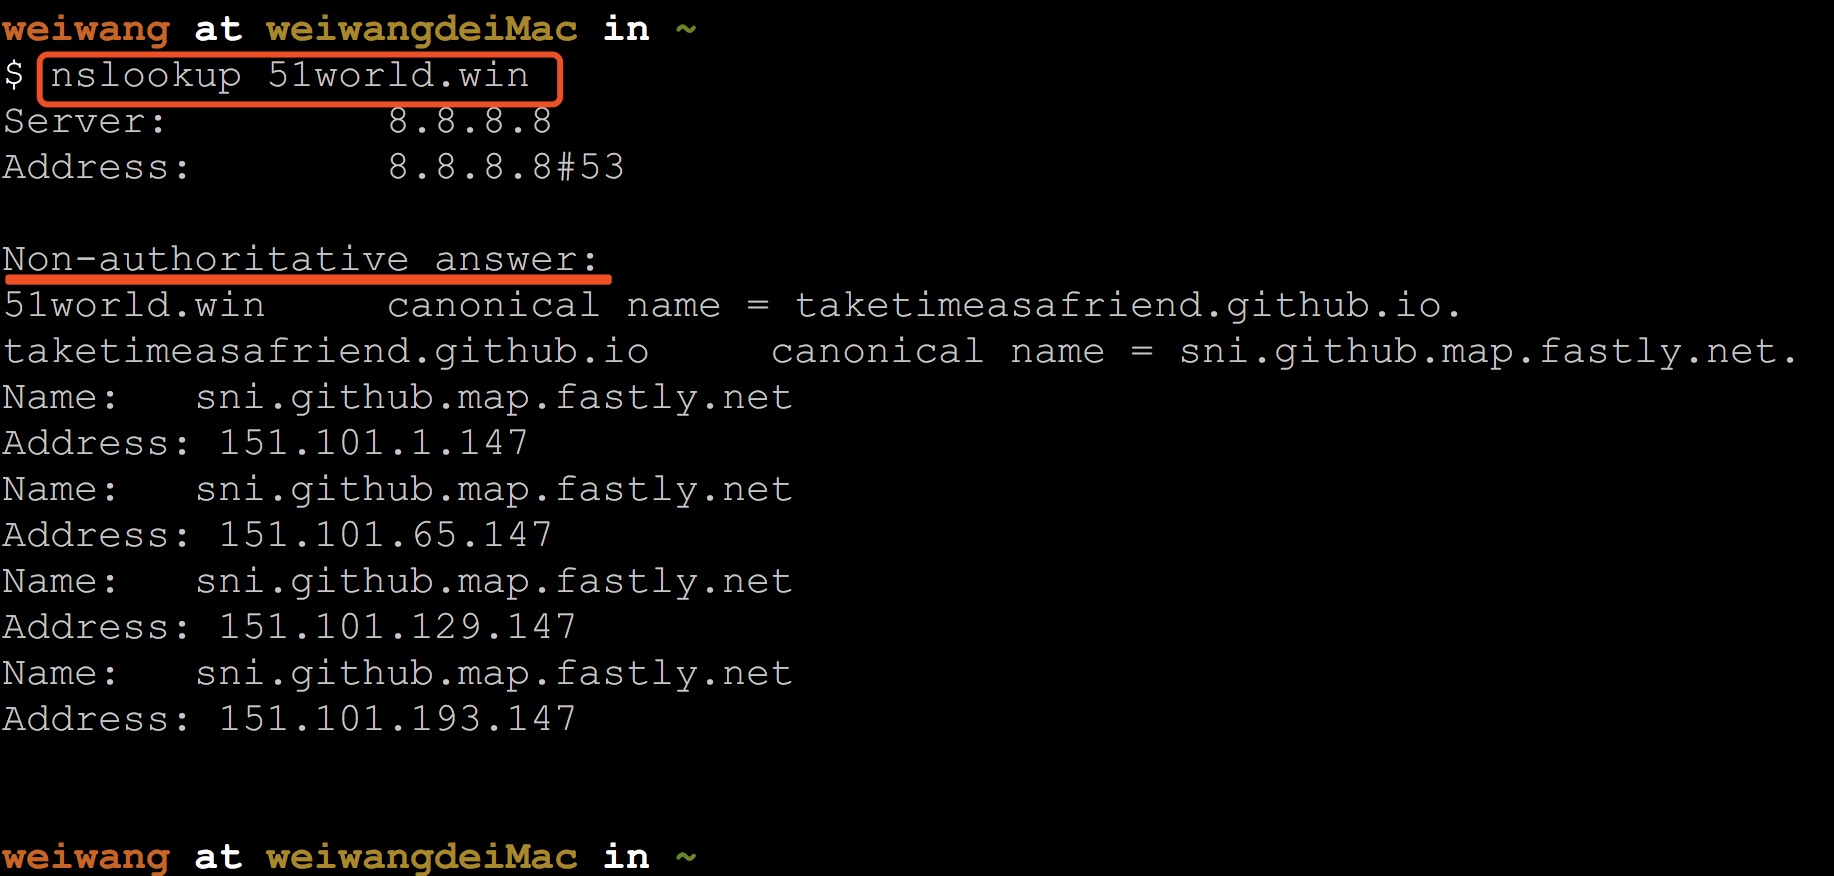 weiwang at weiwangdeiMac in ~
$ nslookup 51world.win
Server:		8.8.8.8
Address:	8.8.8.8#53
Non-authoritative answer:
51world.win	canonical name = taketimeasafriend.github.io.
taketimeasafriend.github.io	canonical name = sni.github.map.fastly.net.
Name:	sni.github.map.fastly.net
Address: 151.101.1.147
Name:	sni.github.map.fastly.net
Address: 151.101.65.147
Name:	sni.github.map.fastly.net
Address: 151.101.129.147
Name:	sni.github.map.fastly.net
Address: 151.101.193.147
weiwang at weiwangdeiMac in ~